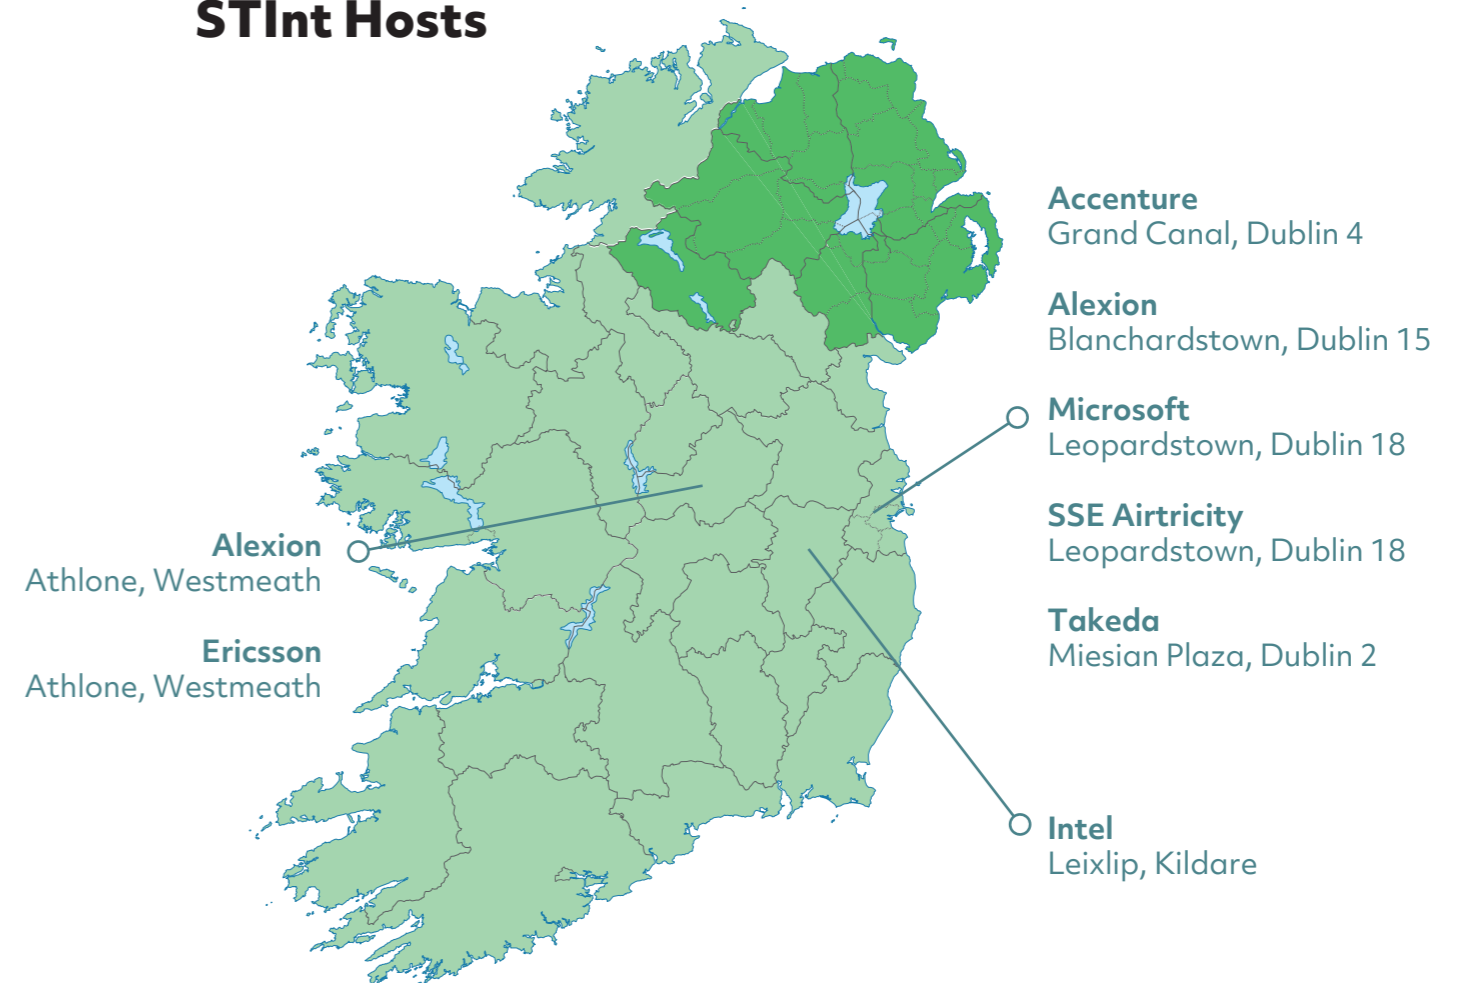 STInt Hosts
Accenture
Grand Canal, Dublin 4
Alexion
Blanchardstown, Dublin 15
Microsoft
Leopardstown, Dublin 18
SSE Airtricity
Leopardstown, Dublin 18
Takeda
Miesian Plaza, Dublin 2
Alexion
Athlone, Westmeath
Ericsson
Athlone, Westmeath
Intel
Leixlip, Kildare